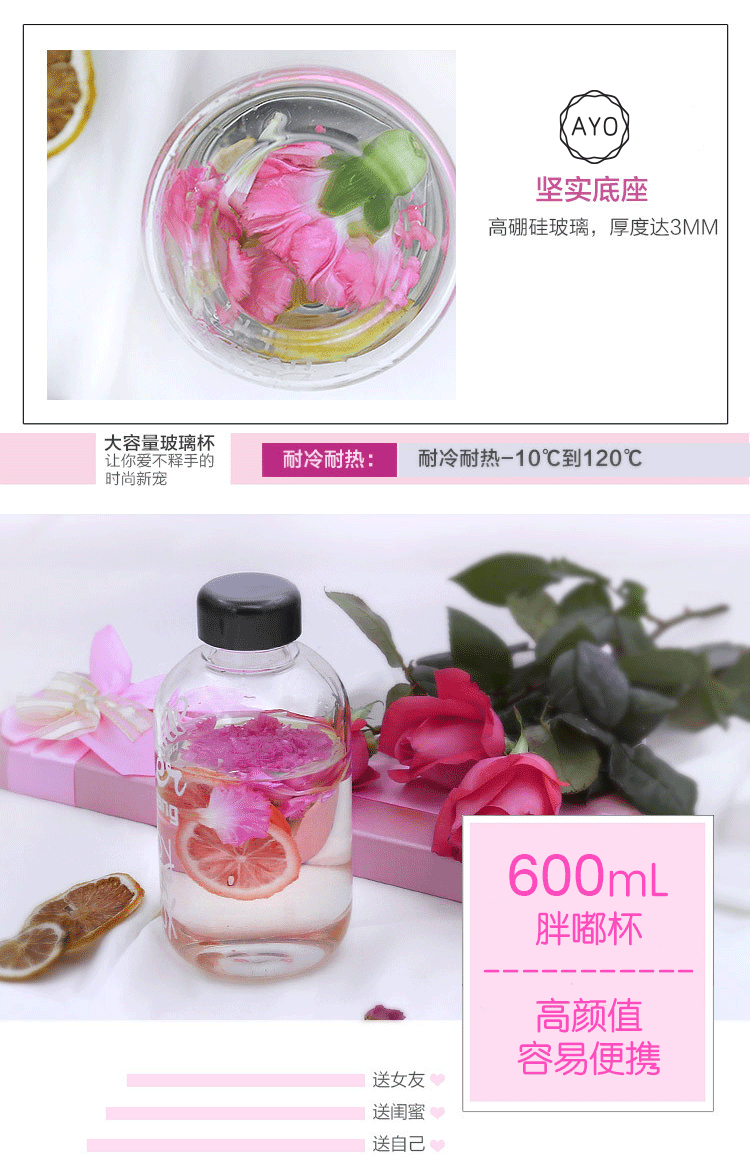 AYO
坚实底座
高硼硅玻璃，厚度达3MM
大容量玻璃杯
让你爱不释手的
时尚新宠
耐冷耐热：
耐冷耐热-10℃到120℃
600mL
胖嘟杯
高颜值
容易便携
送女友
送闺蜜
送自己